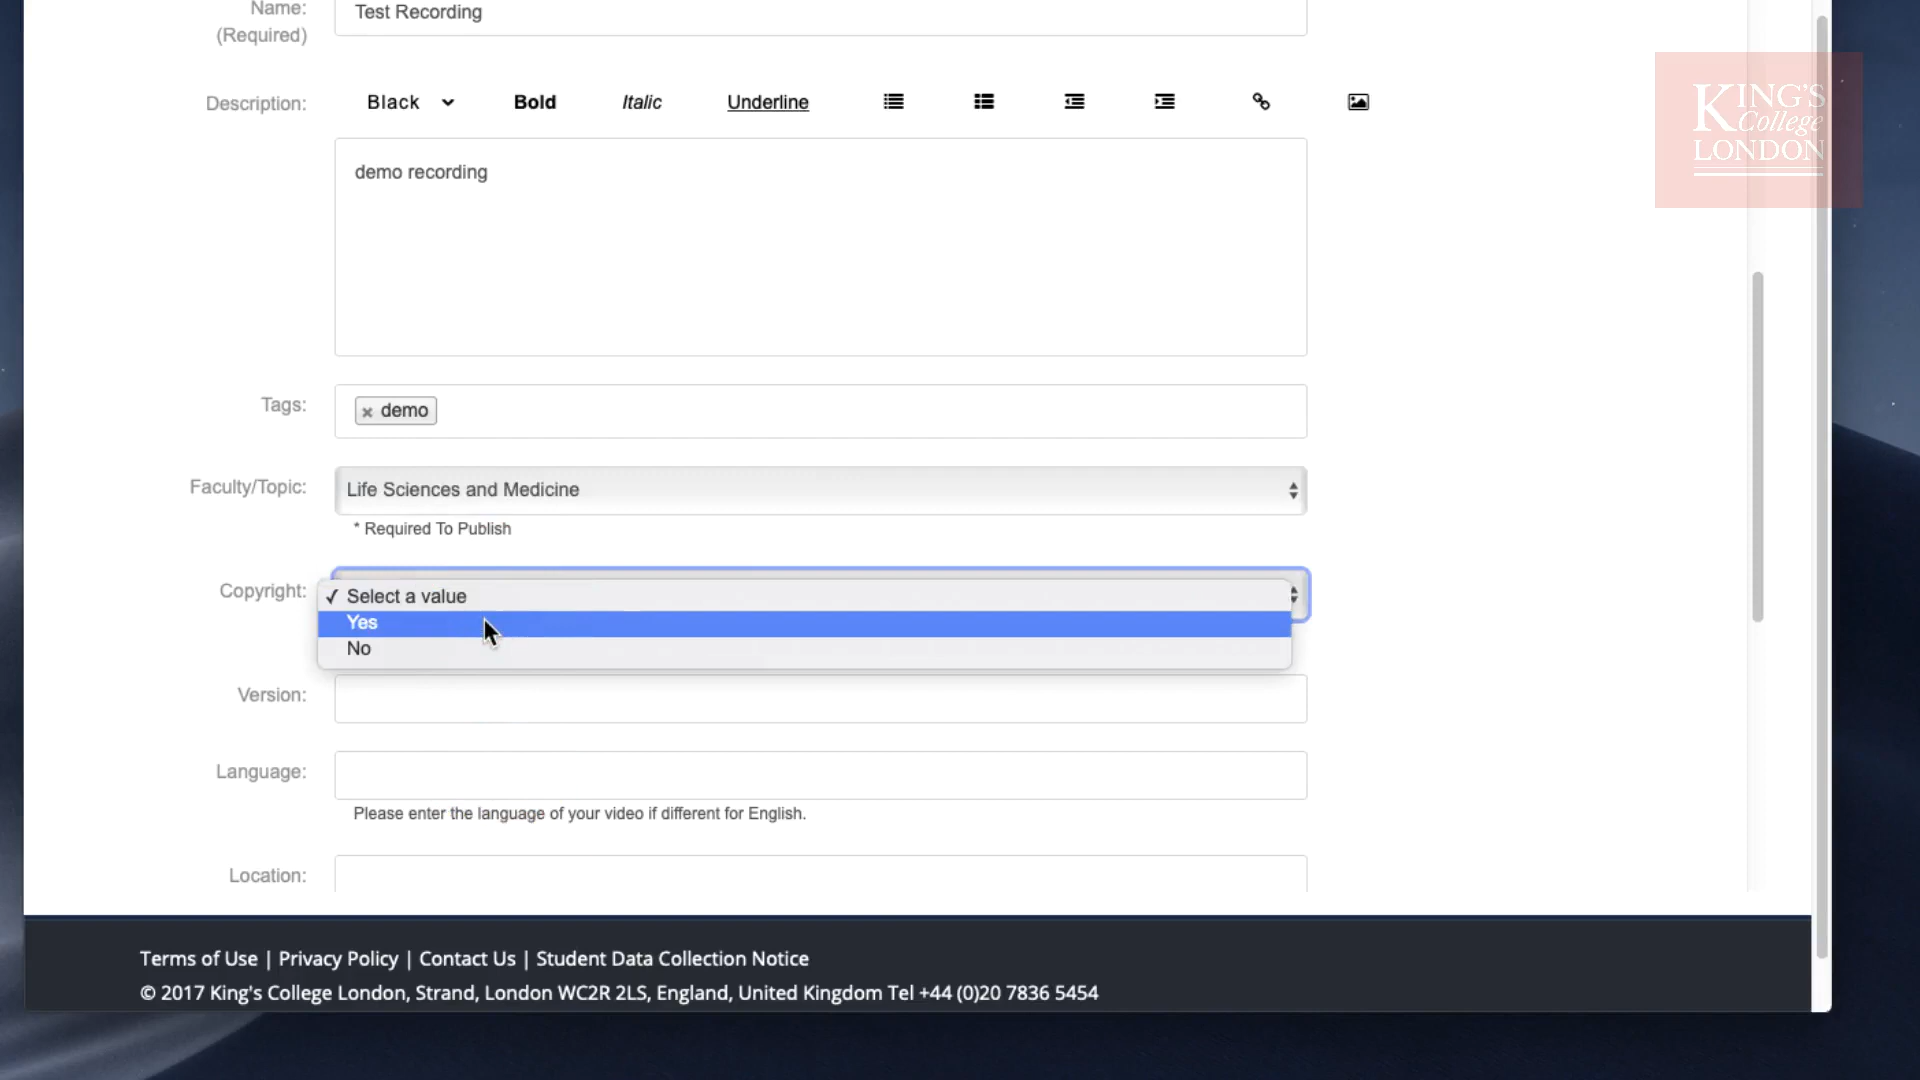 Name:
(Required)
Test Recording
Description:
Black
Bold
Italic
Underline
demo recording
Tags:
× demo
Faculty/Topic:
Life Sciences and Medicine
* Required To Publish
Copyright:
✓ Select a value
Yes
No
Version:
Language:
Please enter the language of your video if different for English.
Location:
Terms of Use | Privacy Policy | Contact Us | Student Data Collection Notice
© 2017 King's College London, Strand, London WC2R 2LS, England, United Kingdom Tel +44 (0)20 7836 5454
KING'S
College
LONDON